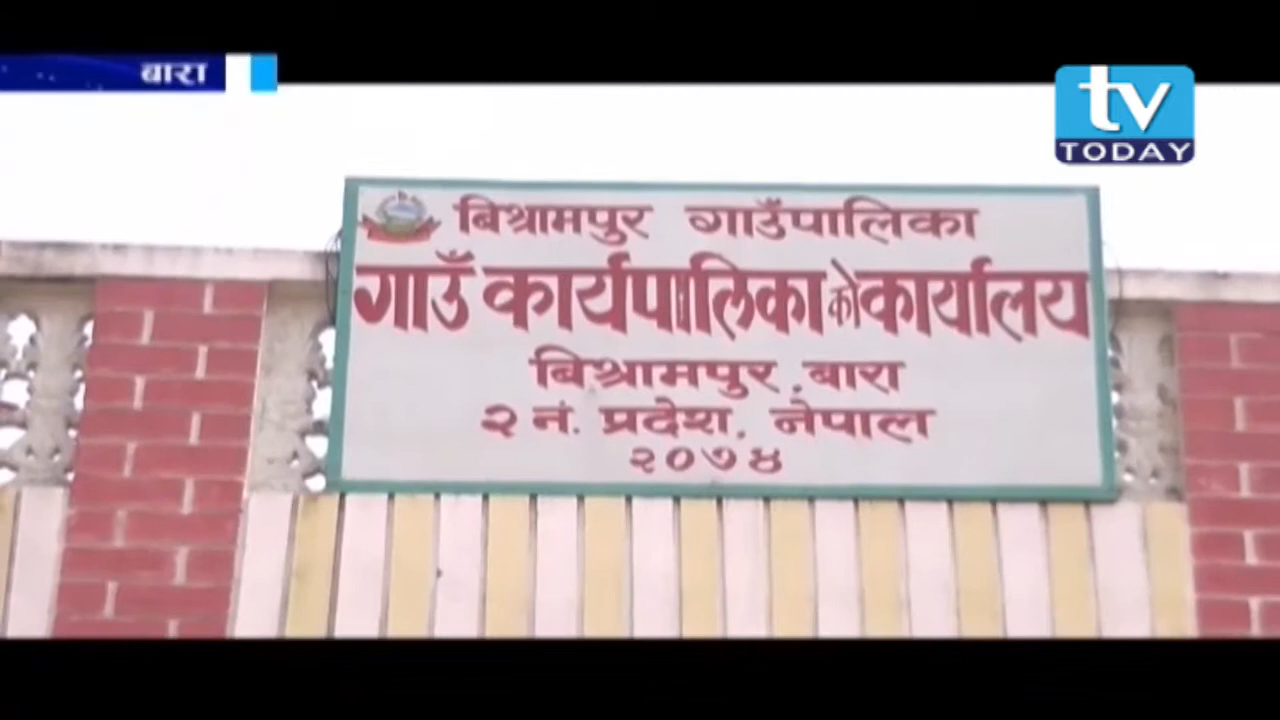 बारा
tv
TODAY
बिश्रामपुर गाउँपालिका
गाउँ कार्यपालिकाको कार्यालय
बिश्रामपुर, बारा
२ नं. प्रदेश, नेपाल
२०७४